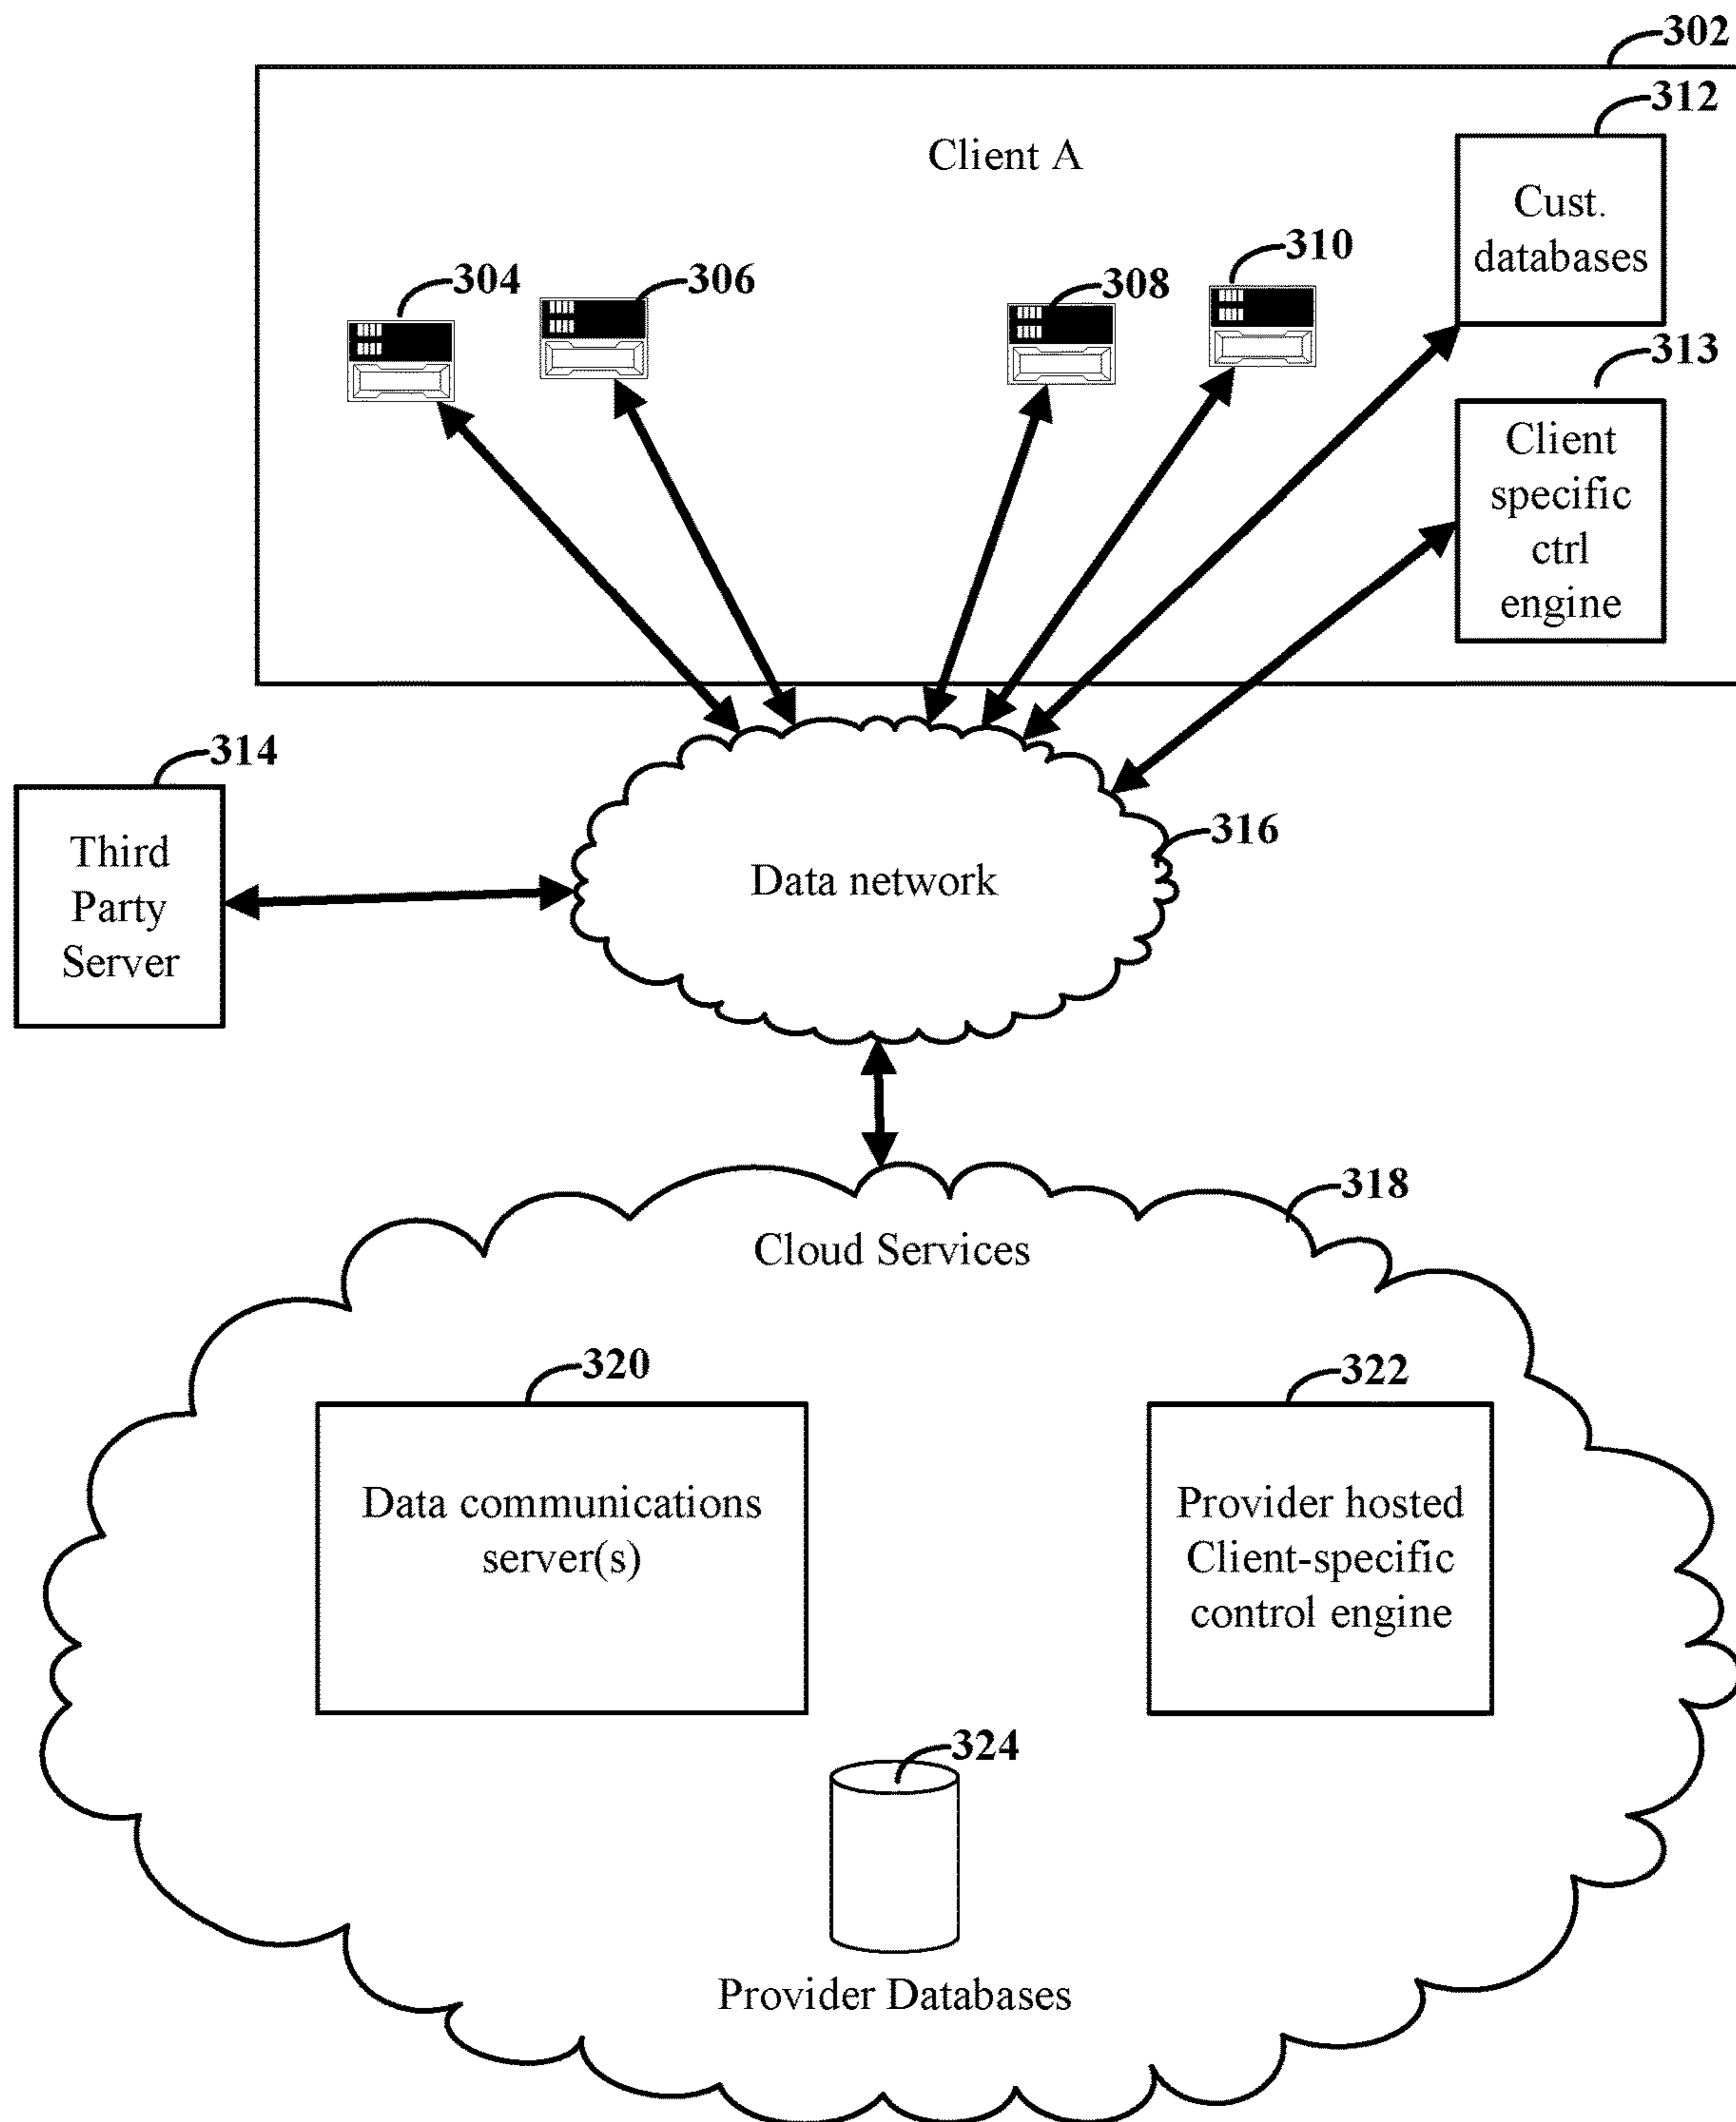 302
312
Client A
Cust.
databases
310
304
306
308
313
Client
specific
ctrl
engine
314
Third
Party
Server
316
Data network
318
Cloud Services
320
322
Data communications
server(s)
Provider hosted
Client-specific
control engine
324
Provider Databases